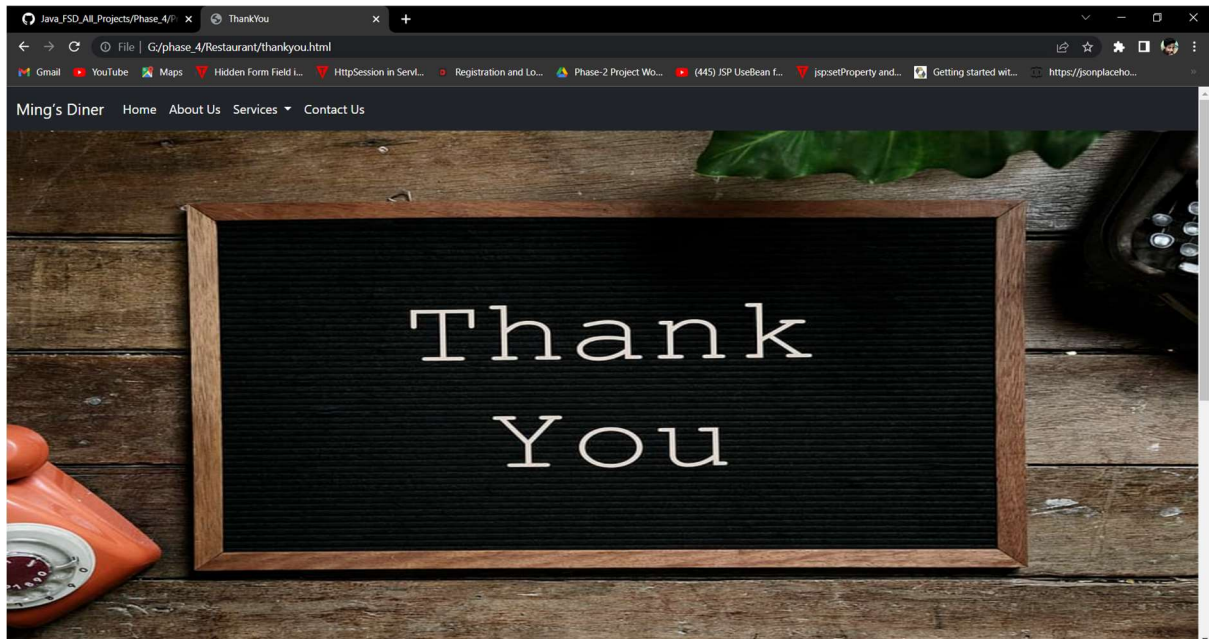 Java_FSD_All_Projects/Phase_4/P
ThankYou
File | G:/phase_4/Restaurant/thankyou.html
Gmail YouTube Maps Hidden Form Field i... HttpSession in Servl... Registration and Lo... Phase-2 Project Wo... (445) JSP UseBean f... jsp:setProperty and... Getting started wit... https://jsonplaceho...
Ming's Diner Home About Us Services Contact Us
Thank
You